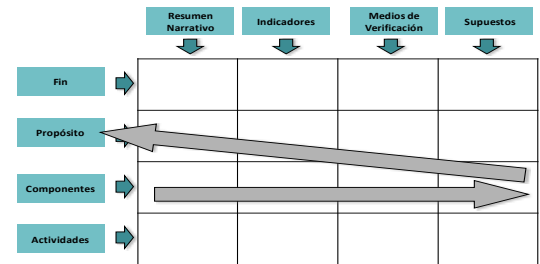 Resumen
Narrativo
Indicadores
Medios de
Verificación
Supuestos
Fin
Propósito
Componentes
Actividades